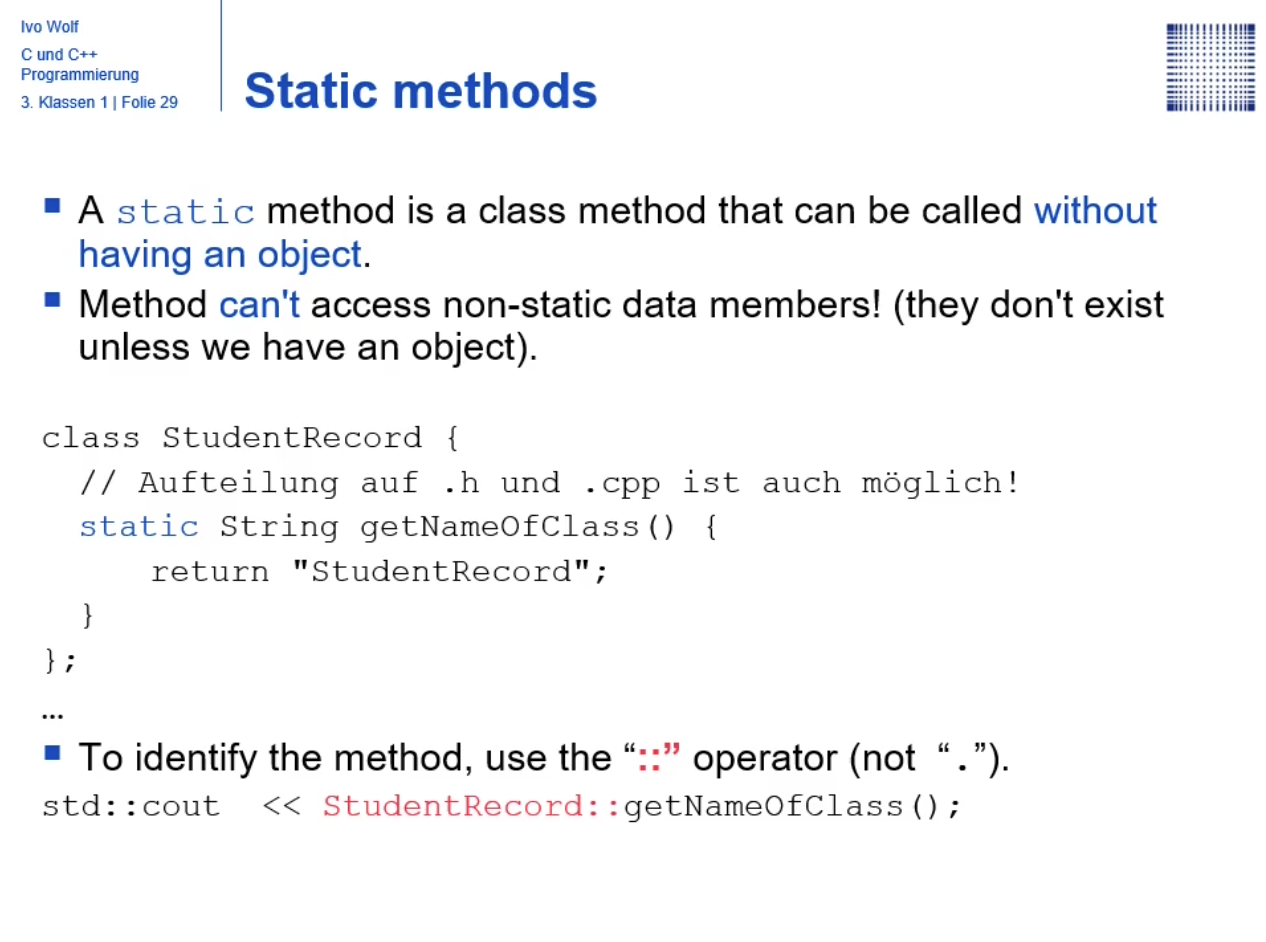 Ivo Wolf
C und C++
Programmierung
3. Klassen 1 | Folie 29
Static methods
A static method is a class method that can be called without
having an object.
Method can't access non-static data members! (they don't exist
unless we have an object).
class StudentRecord {
// Aufteilung auf .h und .cpp ist auch möglich!
static String getNameOfClass() {
return "StudentRecord";
}
};
…
To identify the method, use the “::” operator (not “.”).
std::cout << StudentRecord::getNameOfClass();